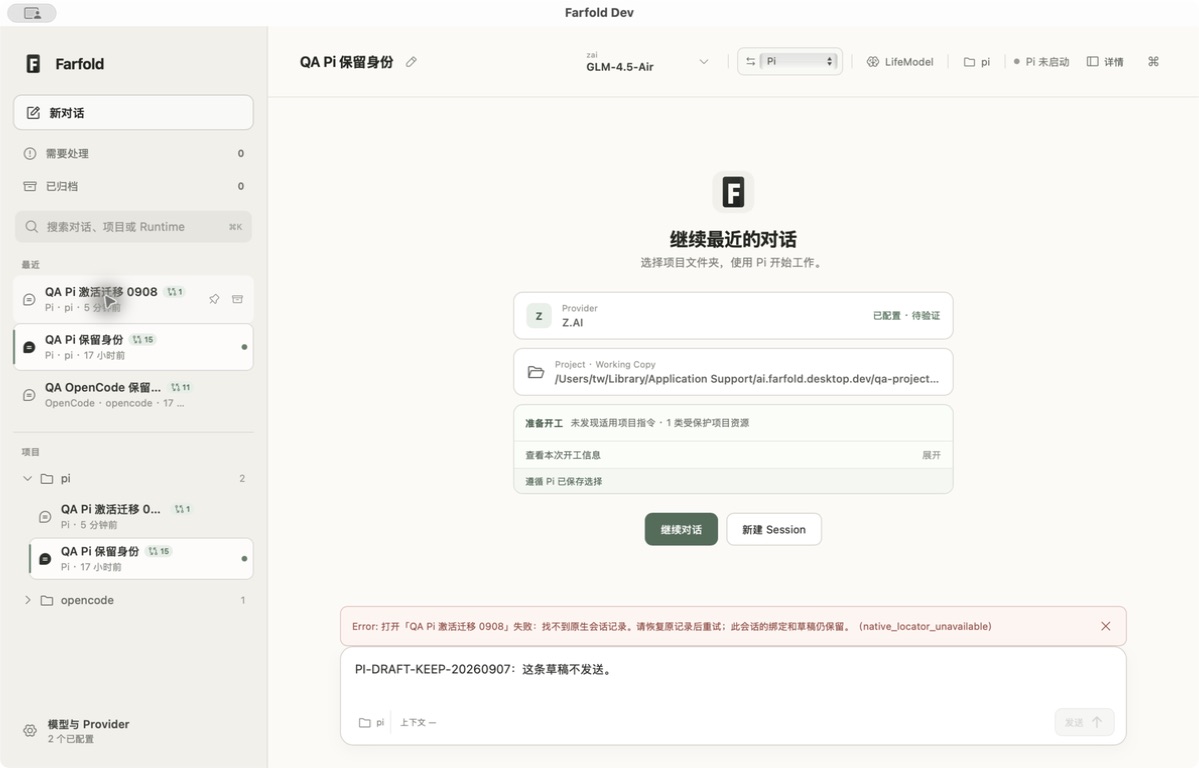 Farfold Dev
Farfold
新对话
需要处理 0
已归档 0
搜索对话、项目或 Runtime ⌘K
最近
QA Pi 激活迁移 0908 1
Pi · pi · 5 分钟前
QA Pi 保留身份 15
Pi · pi · 17 小时前
QA OpenCode 保留... 11
OpenCode · opencode · 17 ...
项目
pi 2
QA Pi 激活迁移 0... 1
Pi · 5 分钟前
QA Pi 保留身份 15
Pi · 17 小时前
opencode 1
模型与 Provider
2 个已配置
QA Pi 保留身份
zai
GLM-4.5-Air
Pi
LifeModel
pi
Pi 未启动
详情
⌘
F
继续最近的对话
选择项目文件夹，使用 Pi 开始工作。
Z
Provider
Z.AI
已配置 · 待验证
Project · Working Copy
/Users/tw/Library/Application Support/ai.farfold.desktop.dev/qa-project...
准备开工 未发现适用项目指令 · 1 类受保护项目资源
查看本次开工信息 展开
遵循 Pi 已保存选择
继续对话
新建 Session
Error: 打开「QA Pi 激活迁移 0908」失败：找不到原生会话记录。请恢复原记录后重试；此会话的绑定和草稿仍保留。 (native_locator_unavailable)
PI-DRAFT-KEEP-20260907：这条草稿不发送。
pi 上下文 —
发送